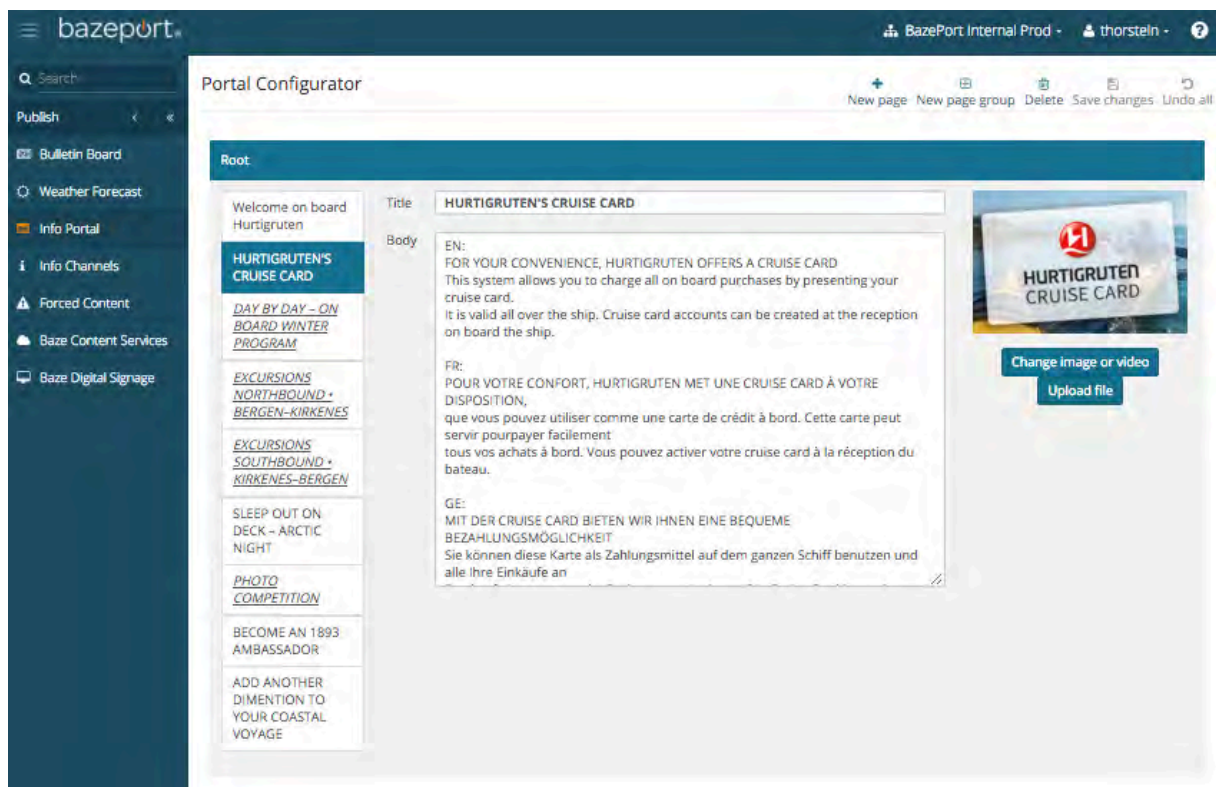 bazeport
BazePort Internal Prod
thorstein
?
Search
Portal Configurator
New page
New page group
Delete
Save changes
Undo all
Publish
Bulletin Board
Weather Forecast
Info Portal
Info Channels
Forced Content
Baze Content Services
Baze Digital Signage
Root
Welcome on board
Hurtigruten
HURTIGRUTEN'S
CRUISE CARD
DAY BY DAY – ON
BOARD WINTER
PROGRAM
EXCURSIONS
NORTHBOUND •
BERGEN–KIRKENES
EXCURSIONS
SOUTHBOUND •
KIRKENES–BERGEN
SLEEP OUT ON
DECK – ARCTIC
NIGHT
PHOTO
COMPETITION
BECOME AN 1893
AMBASSADOR
ADD ANOTHER
DIMENTION TO
YOUR COASTAL
VOYAGE
Title
HURTIGRUTEN'S CRUISE CARD
Body
EN:
FOR YOUR CONVENIENCE, HURTIGRUTEN OFFERS A CRUISE CARD
This system allows you to charge all on board purchases by presenting your
cruise card.
It is valid all over the ship. Cruise card accounts can be created at the reception
on board the ship.
FR:
POUR VOTRE CONFORT, HURTIGRUTEN MET UNE CRUISE CARD À VOTRE
DISPOSITION,
que vous pouvez utiliser comme une carte de crédit à bord. Cette carte peut
servir pourpayer facilement
tous vos achats à bord. Vous pouvez activer votre cruise card à la réception du
bateau.
GE:
MIT DER CRUISE CARD BIETEN WIR IHNEN EINE BEQUEME
BEZAHLUNGSMÖGLICHKEIT
Sie können diese Karte als Zahlungsmittel auf dem ganzen Schiff benutzen und
alle Ihre Einkäufe an
HURTIGRUTEN
CRUISE CARD
Change image or video
Upload file